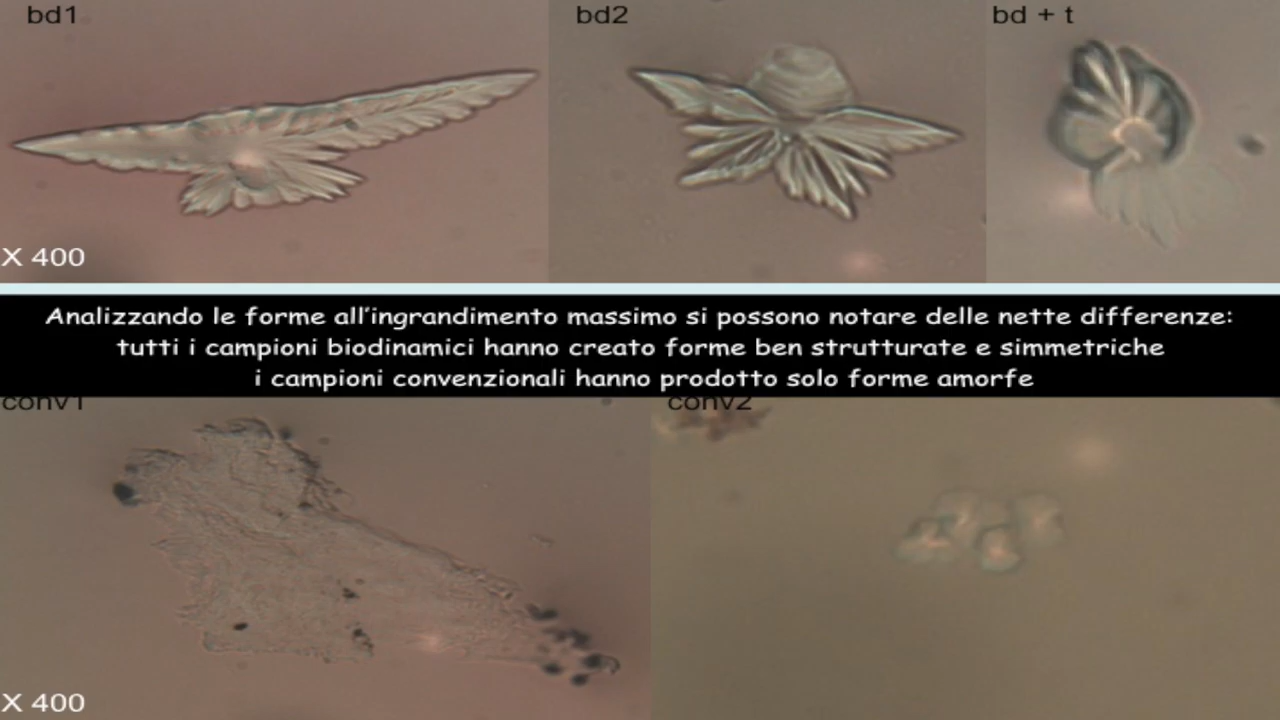 bd1
bd2
bd + t
X 400
Analizzando le forme all'ingrandimento massimo si possono notare delle nette differenze:
tutti i campioni biodinamici hanno creato forme ben strutturate e simmetriche
i campioni convenzionali hanno prodotto solo forme amorfe
conv1
conv2
X 400